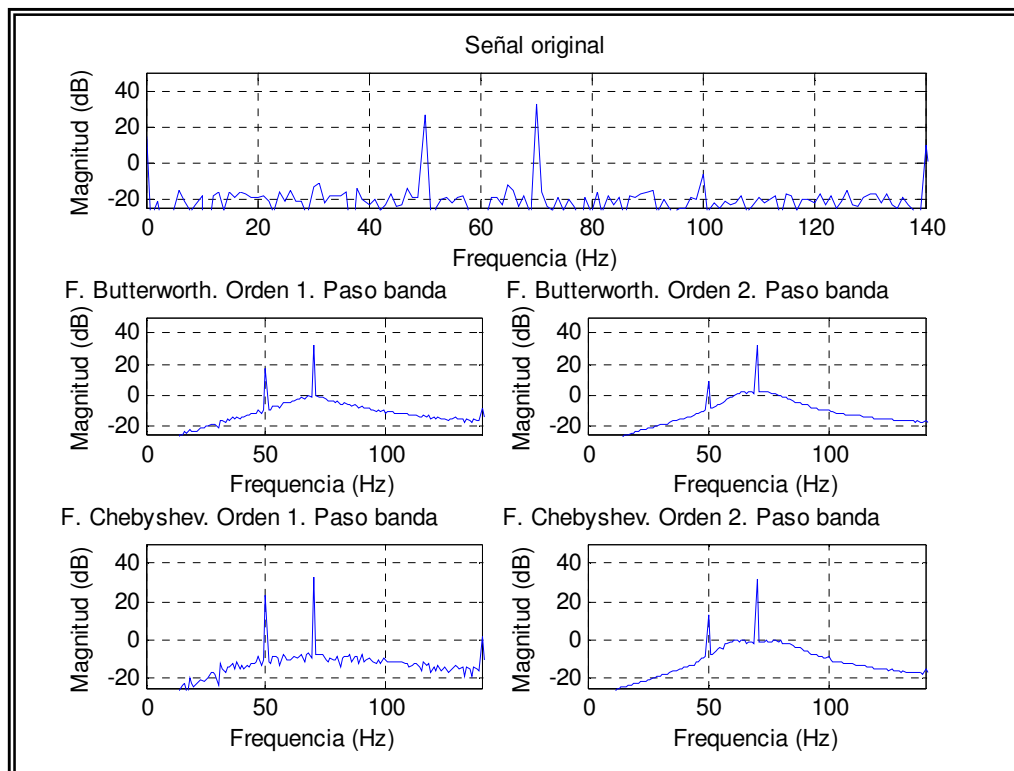 Señal original
Magnitud (dB)
40
20
0
-20
0 20 40 60 80 100 120 140
Frequencia (Hz)
F. Butterworth. Orden 1. Paso banda
Magnitud (dB)
40
20
0
-20
0 50 100
Frequencia (Hz)
F. Butterworth. Orden 2. Paso banda
Magnitud (dB)
40
20
0
-20
0 50 100
Frequencia (Hz)
F. Chebyshev. Orden 1. Paso banda
Magnitud (dB)
40
20
0
-20
0 50 100
Frequencia (Hz)
F. Chebyshev. Orden 2. Paso banda
Magnitud (dB)
40
20
0
-20
0 50 100
Frequencia (Hz)